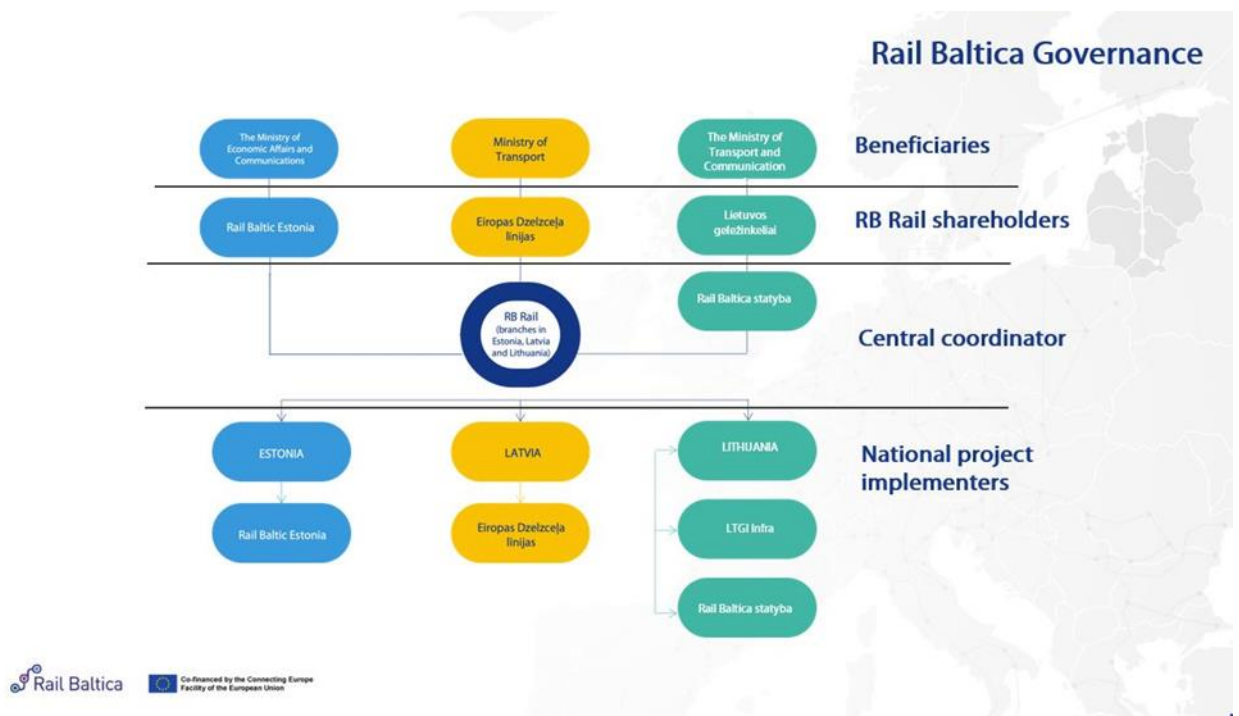 Rail Baltica Governance
The Ministry of
Economic Affairs and
Communications
Ministry of
Transport
The Ministry of
Transport and
Communication
Beneficiaries
Rail Baltic Estonia
Eiropas Dzelzceļa
līnijas
Lietuvos
geležinkeliai
RB Rail shareholders
Rail Baltica statyba
RB Rail
(branches in
Estonia, Latvia
and Lithuania)
Central coordinator
ESTONIA
LATVIA
LITHUANIA
National project
implementers
Rail Baltic Estonia
Eiropas Dzelzceļa
līnijas
LTGI Infra
Rail Baltica statyba
Rail Baltica
Co-financed by the Connecting Europe
Facility of the European Union